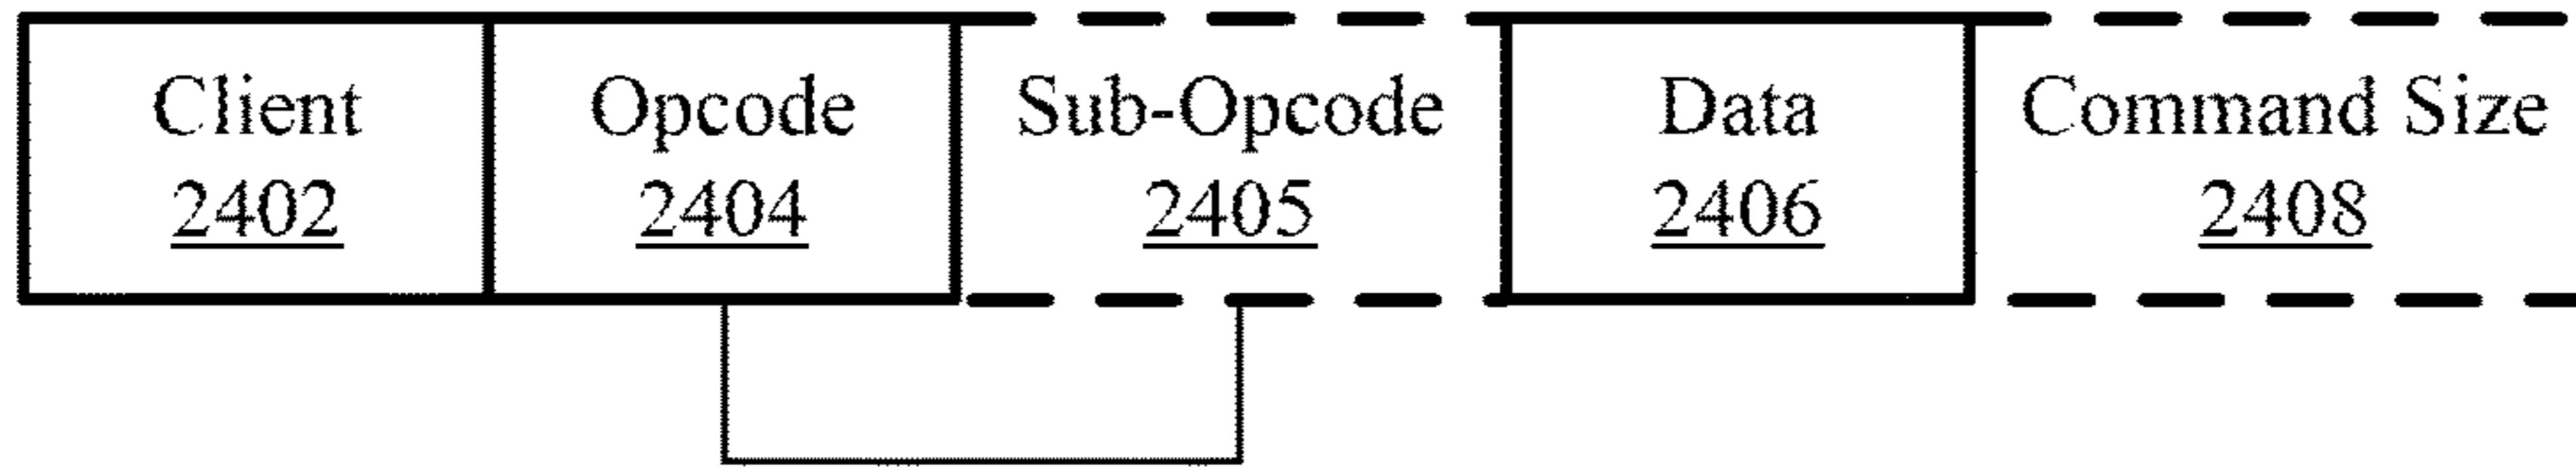 Client
2402
Opcode
2404
Sub-Opcode
2405
Data
2406
Command Size
2408